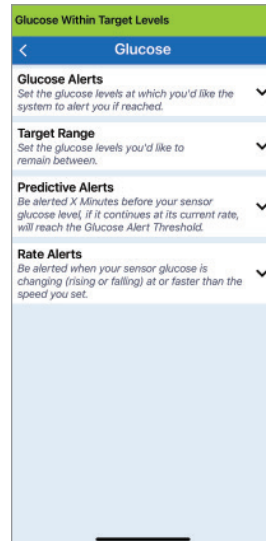 Glucose Within Target Levels
Glucose
Glucose Alerts
Set the glucose levels at which you'd like the
system to alert you if reached.
Target Range
Set the glucose levels you'd like to
remain between.
Predictive Alerts
Be alerted X Minutes before your sensor
glucose level, if it continues at its current rate,
will reach the Glucose Alert Threshold.
Rate Alerts
Be alerted when your sensor glucose is
changing (rising or falling) at or faster than the
speed you set.